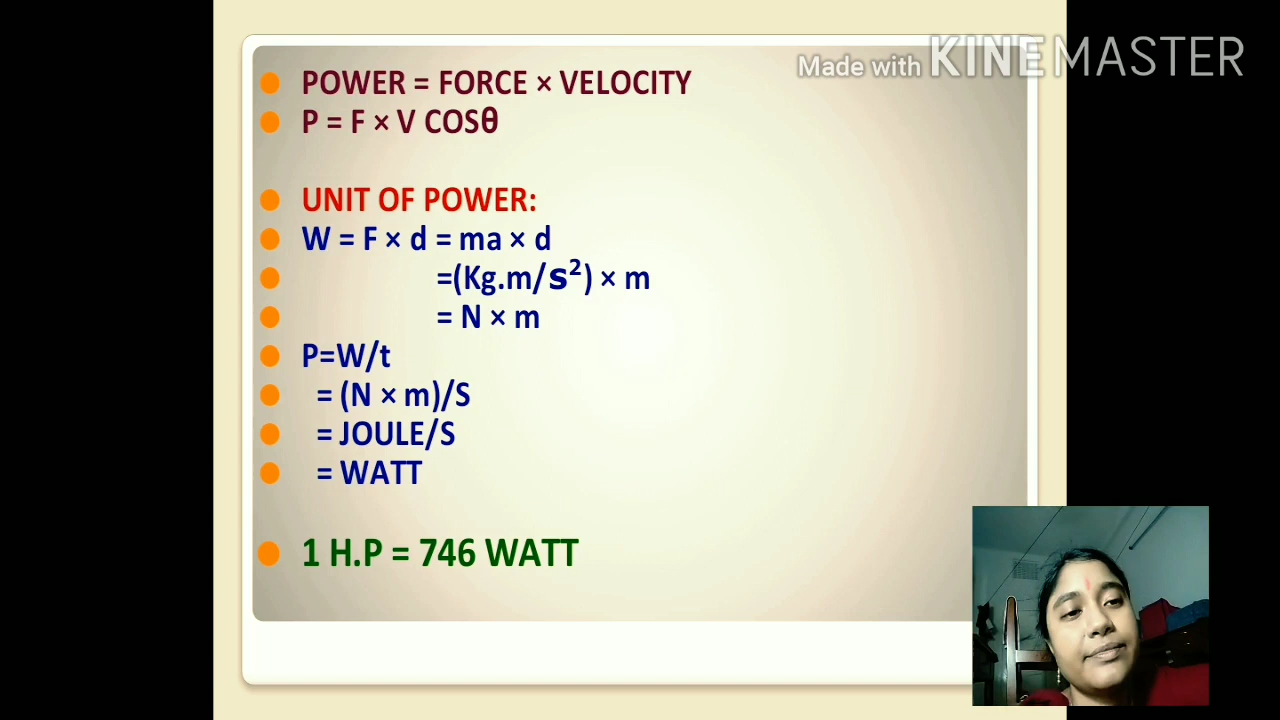 Made with KINEMASTER
POWER = FORCE × VELOCITY
P = F × V COSθ
UNIT OF POWER:
W = F × d = ma × d
=(Kg.m/s²) × m
= N × m
P=W/t
= (N × m)/S
= JOULE/S
= WATT
1 H.P = 746 WATT